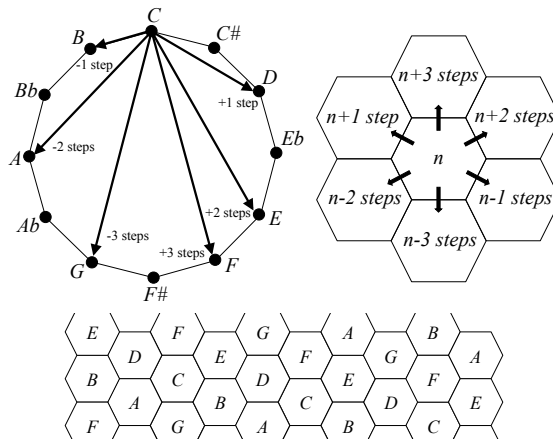 C
B
C#
-1 step
D
+1 step
Bb
A
-2 steps
Eb
Ab
+2 steps
E
-3 steps
+3 steps
G
F
F#
n+3 steps
n+1 step
n+2 steps
n
n-2 steps
n-1 steps
n-3 steps
E F G A B
D E F G A
B C D E F
A B C D E
F G A B C